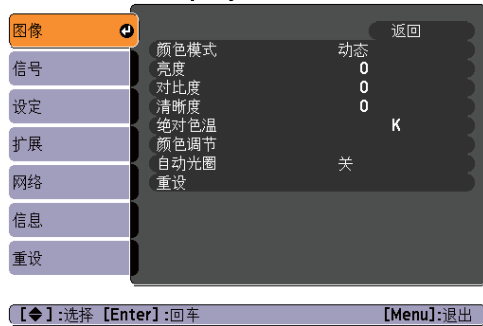 图像
信号
设定
扩展
网络
信息
重设
返回
颜色模式 动态
亮度 0
对比度 0
清晰度 0
绝对色温 K
颜色调节
自动光圈 关
重设
[◆]:选择 [Enter]:回车 [Menu]:退出